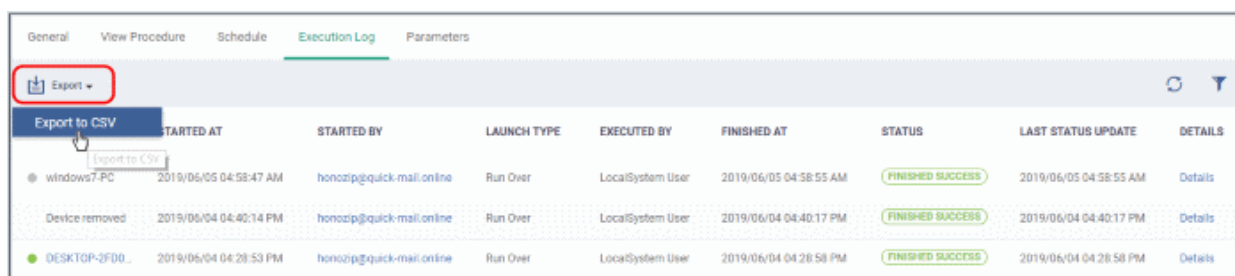 General View Procedure Schedule Execution Log Parameters
Export
Export to CSV
TARTED AT STARTED BY LAUNCH TYPE EXECUTED BY FINISHED AT STATUS LAST STATUS UPDATE DETAILS
Export to CSV
windows7-PC 2019/06/05 04:58:47 AM honozip@quick-mail.online Run Over LocalSystem User 2019/06/05 04:58:55 AM FINISHED SUCCESS 2019/06/05 04:58:55 AM Details
Device removed 2019/06/04 04:40:14 PM honozip@quick-mail.online Run Over LocalSystem User 2019/06/04 04:40:17 PM FINISHED SUCCESS 2019/06/04 04:40:17 PM Details
DESKTOP-2FD0... 2019/06/04 04:28:53 PM honozip@quick-mail.online Run Over LocalSystem User 2019/06/04 04:28:58 PM FINISHED SUCCESS 2019/06/04 04:28:58 PM Details